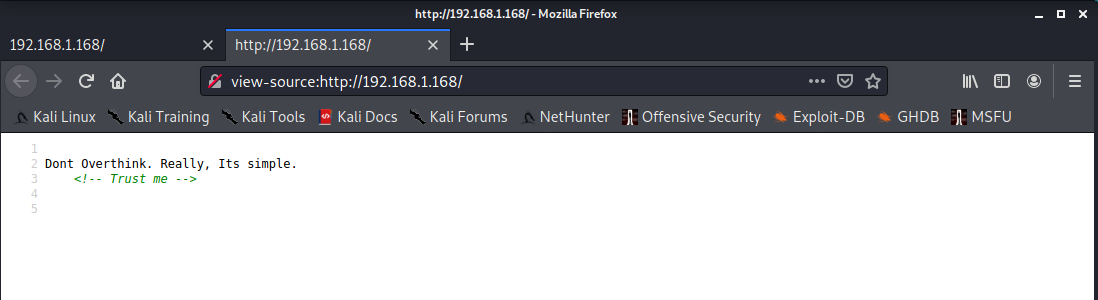 http://192.168.1.168/ - Mozilla Firefox
192.168.1.168/
http://192.168.1.168/
view-source:http://192.168.1.168/
Kali Linux Kali Training Kali Tools Kali Docs Kali Forums NetHunter Offensive Security Exploit-DB GHDB MSFU
1
2 Dont Overthink. Really, Its simple.
3 <!-- Trust me -->
4
5